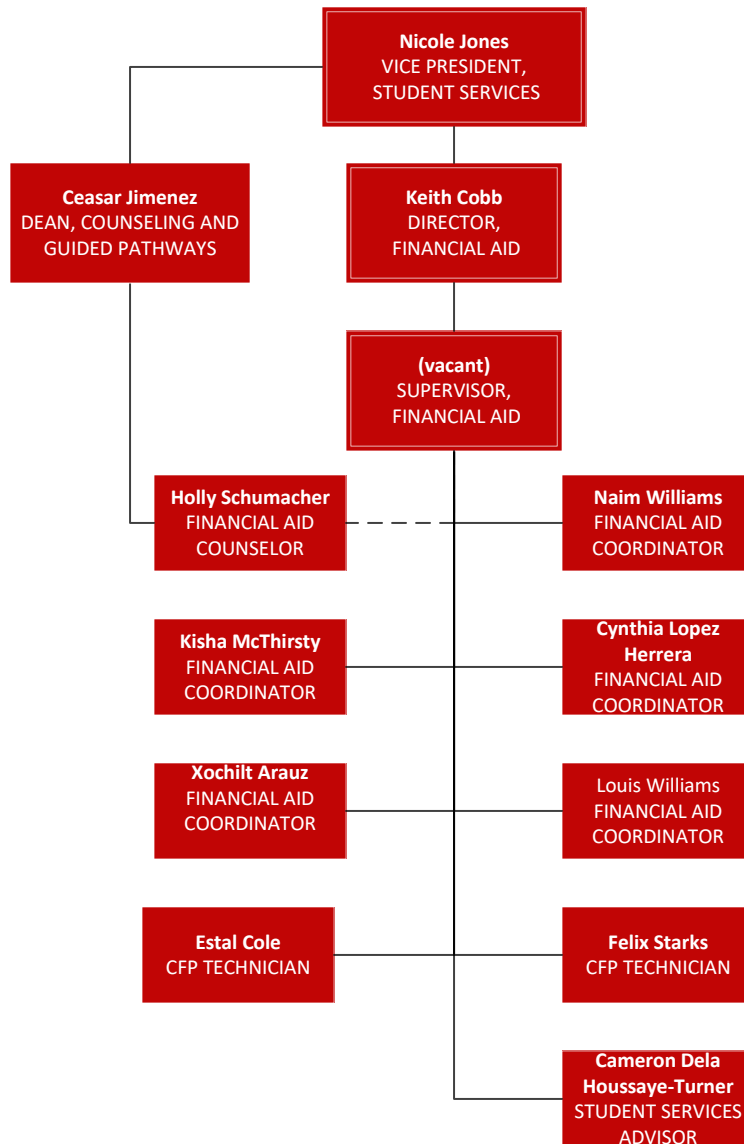 Nicole Jones
VICE PRESIDENT,
STUDENT SERVICES
Ceasar Jimenez
DEAN, COUNSELING AND
GUIDED PATHWAYS
Keith Cobb
DIRECTOR,
FINANCIAL AID
(vacant)
SUPERVISOR,
FINANCIAL AID
Holly Schumacher
FINANCIAL AID
COUNSELOR
Naim Williams
FINANCIAL AID
COORDINATOR
Kisha McThirsty
FINANCIAL AID
COORDINATOR
Cynthia Lopez
Herrera
FINANCIAL AID
COORDINATOR
Xochilt Arauz
FINANCIAL AID
COORDINATOR
Louis Williams
FINANCIAL AID
COORDINATOR
Estal Cole
CFP TECHNICIAN
Felix Starks
CFP TECHNICIAN
Cameron Dela
Houssaye-Turner
STUDENT SERVICES
ADVISOR